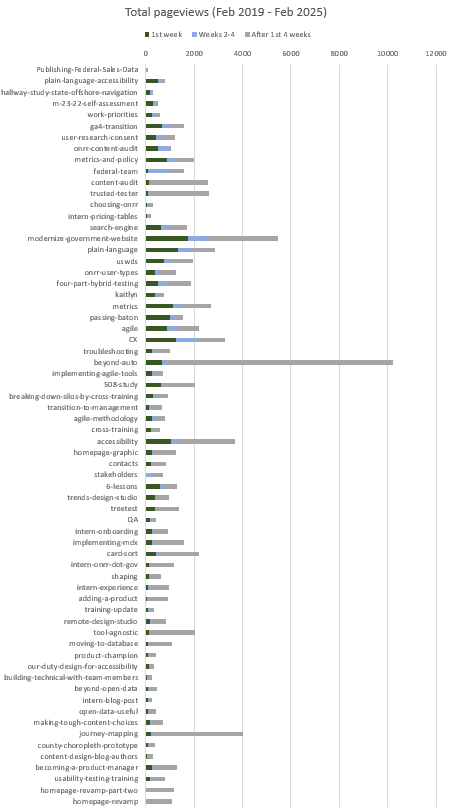 Total pageviews (Feb 2019 - Feb 2025)
1st week Weeks 2-4 After 1st 4 weeks
0 2000 4000 6000 8000 10000 12000
Publishing-Federal-Sales-Data
plain-language-accessibility
hallway-study-state-offshore-navigation
m-23-22-self-assessment
work-priorities
ga4-transition
user-research-consent
onrr-content-audit
metrics-and-policy
federal-team
content-audit
trusted-tester
choosing-onrr
intern-pricing-tables
search-engine
modernize-government-website
plain-language
uswds
onrr-user-types
four-part-hybrid-testing
kaitlyn
metrics
passing-baton
agile
CX
troubleshooting
beyond-auto
implementing-agile-tools
508-study
breaking-down-silos-by-cross-training
transition-to-management
agile-methodology
cross-training
accessibility
homepage-graphic
contacts
stakeholders
6-lessons
trends-design-studio
treetest
QA
intern-onboarding
implementing-mdx
card-sort
intern-onrr-dot-gov
shaping
intern-experience
adding-a-product
training-update
remote-design-studio
tool-agnostic
moving-to-database
product-champion
our-duty-design-for-accessibility
building-technical-with-team-members
beyond-open-data
intern-blog-post
open-data-useful
making-tough-content-choices
journey-mapping
county-choropleth-prototype
content-design-blog-authors
becoming-a-product-manager
usability-testing-training
homepage-revamp-part-two
homepage-revamp